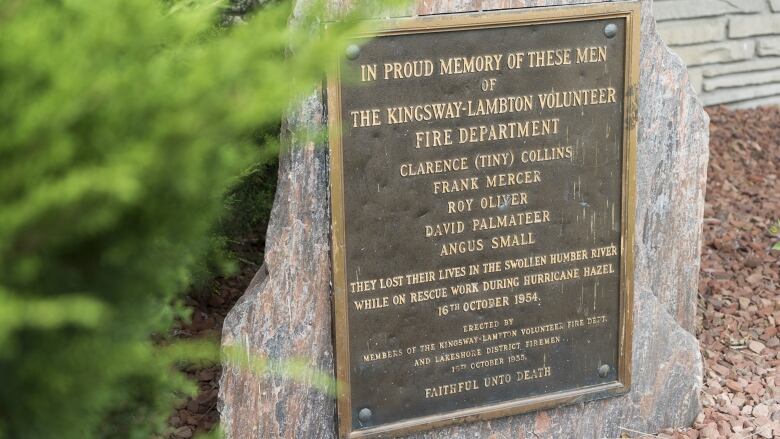 IN PROUD MEMORY OF THESE MEN
OF
THE KINGSWAY-LAMBTON VOLUNTEER
FIRE DEPARTMENT
CLARENCE (TINY) COLLINS
FRANK MERCER
ROY OLIVER
DAVID PALMATEER
ANGUS SMALL
THEY LOST THEIR LIVES IN THE SWOLLEN HUMBER RIVER
WHILE ON RESCUE WORK DURING HURRICANE HAZEL
16TH OCTOBER 1954.
ERECTED BY
MEMBERS OF THE KINGSWAY-LAMBTON VOLUNTEER FIRE DEPT.
AND LAKESHORE DISTRICT FIREMEN
16TH OCTOBER 1955.
FAITHFUL UNTO DEATH